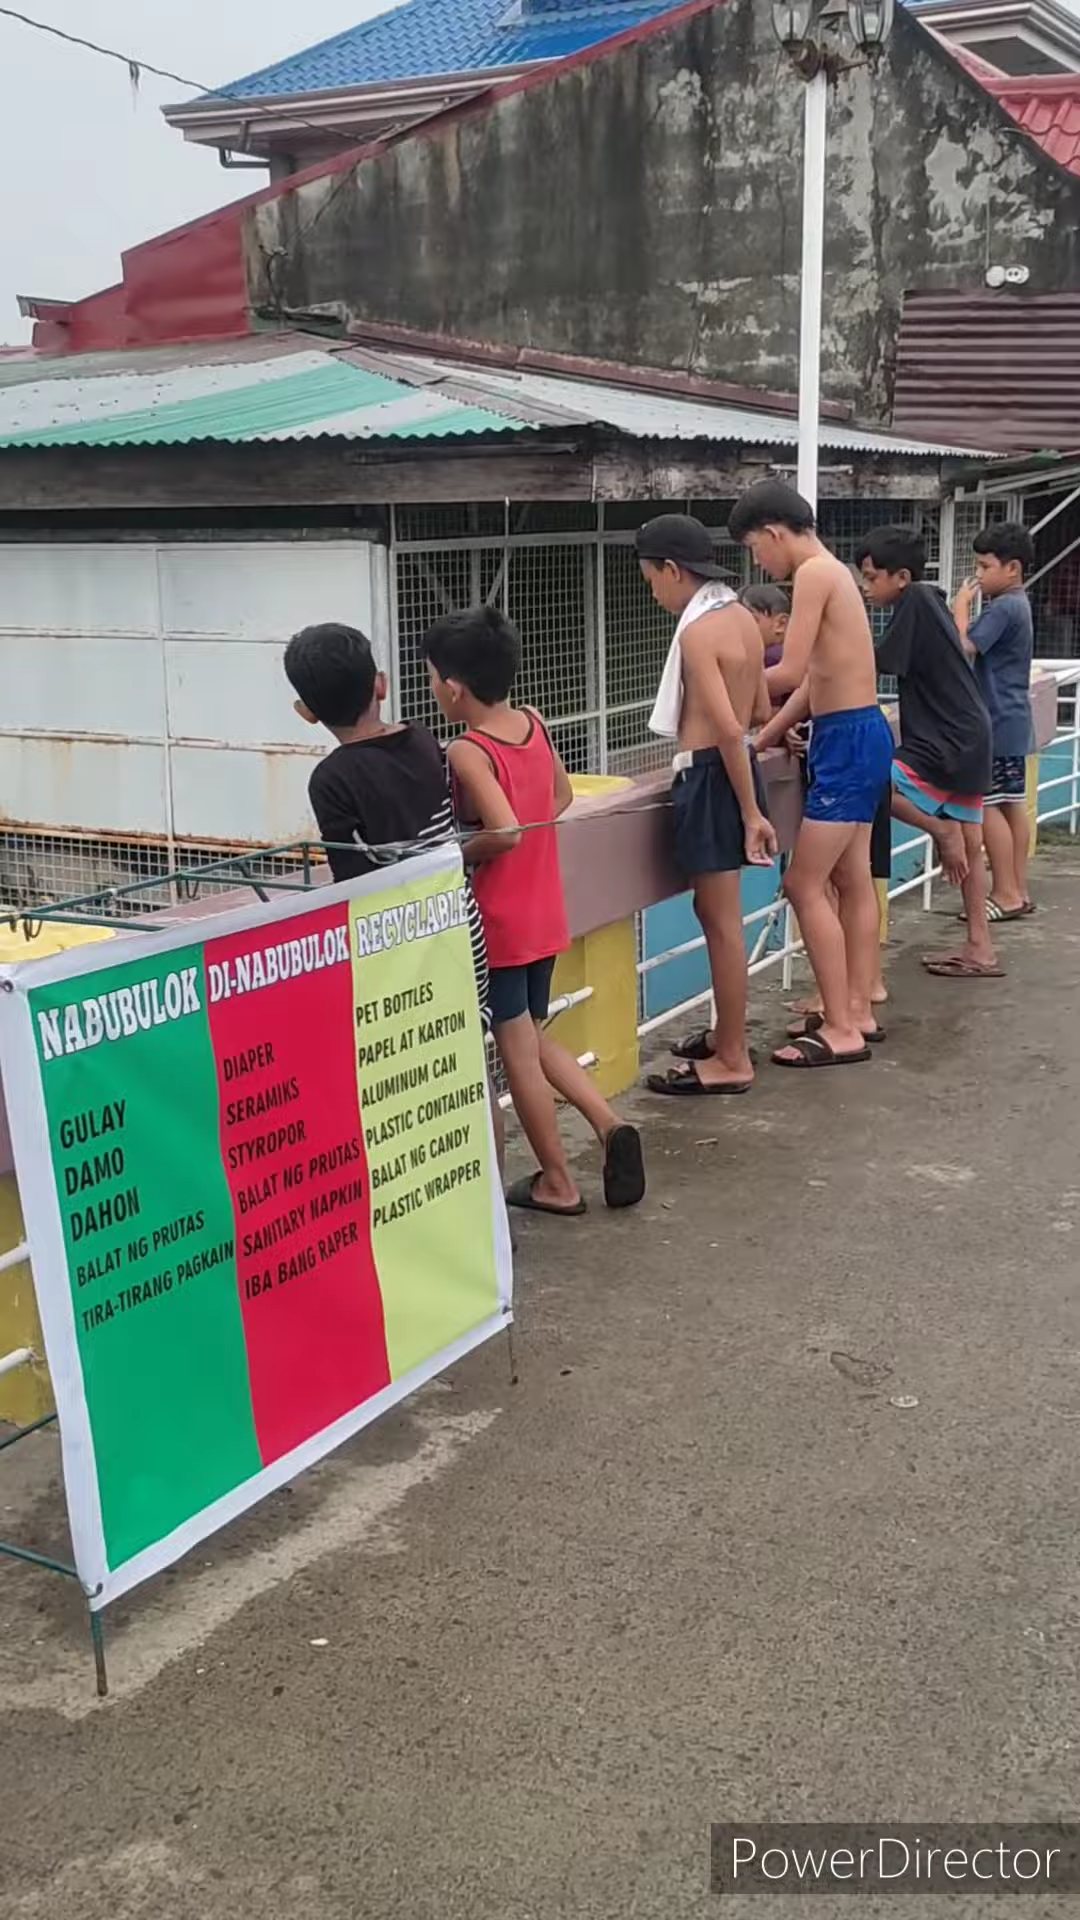 NABUBULOK
GULAY
DAMO
DAHON
BALAT NG PRUTAS
TIRA-TIRANG PAGKAIN
DI-NABUBULOK
DIAPER
SERAMIKS
STYROPOR
BALAT NG PRUTAS
SANITARY NAPKIN
IBA BANG RAPER
RECYCLABLE
PET BOTTLES
PAPEL AT KARTON
ALUMINUM CAN
PLASTIC CONTAINER
BALAT NG CANDY
PLASTIC WRAPPER
PowerDirector